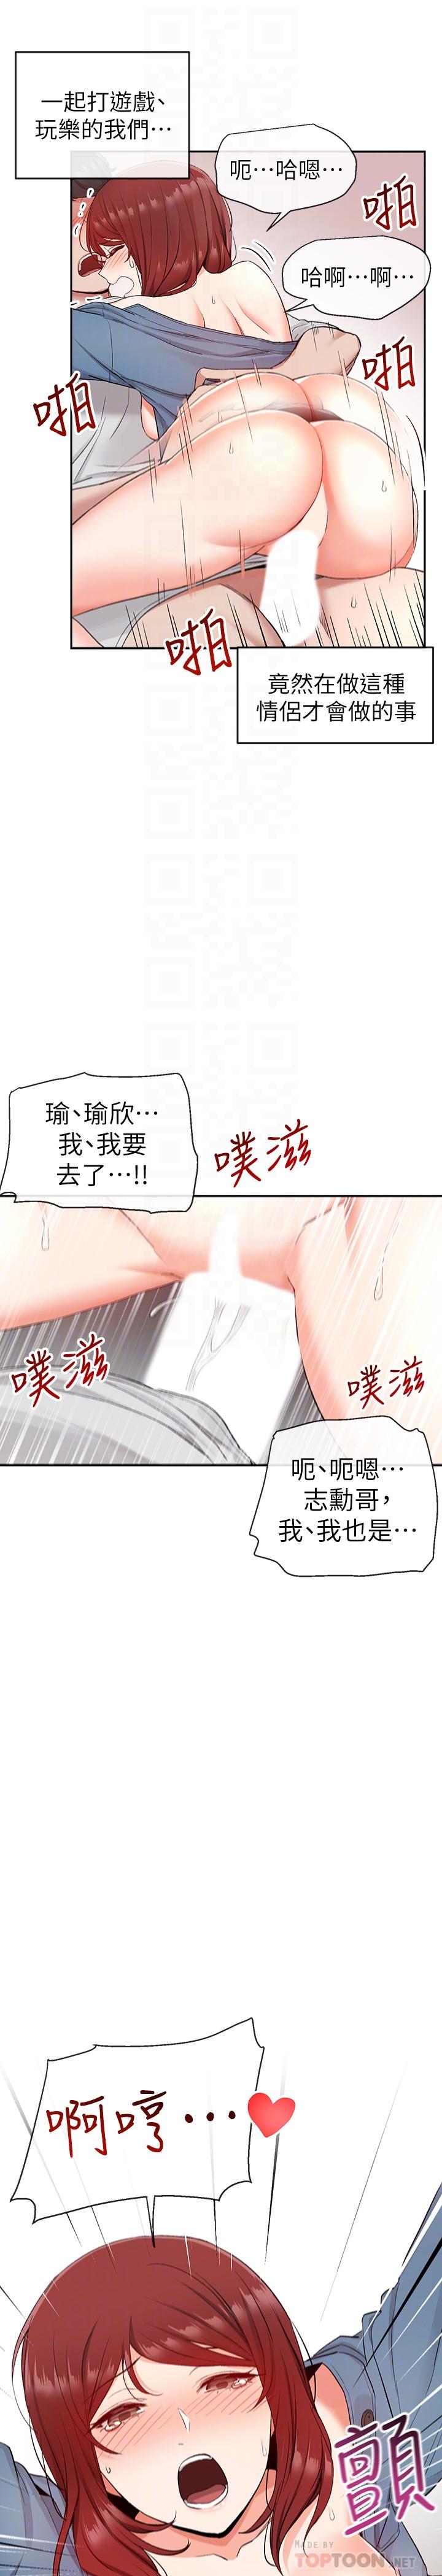 一起打遊戲、
玩樂的我們…
呃…哈嗯…
啪
哈啊…啊…
啪
啪
啪
竟然在做這種
情侶才會做的事
瑜、瑜欣…
我、我要
去了…!!
噗滋
噗滋
噗滋
呃、呃嗯…
志勳哥,
我、我也是…
啊哼…
顫
MADE BY
TOPTOON.NET